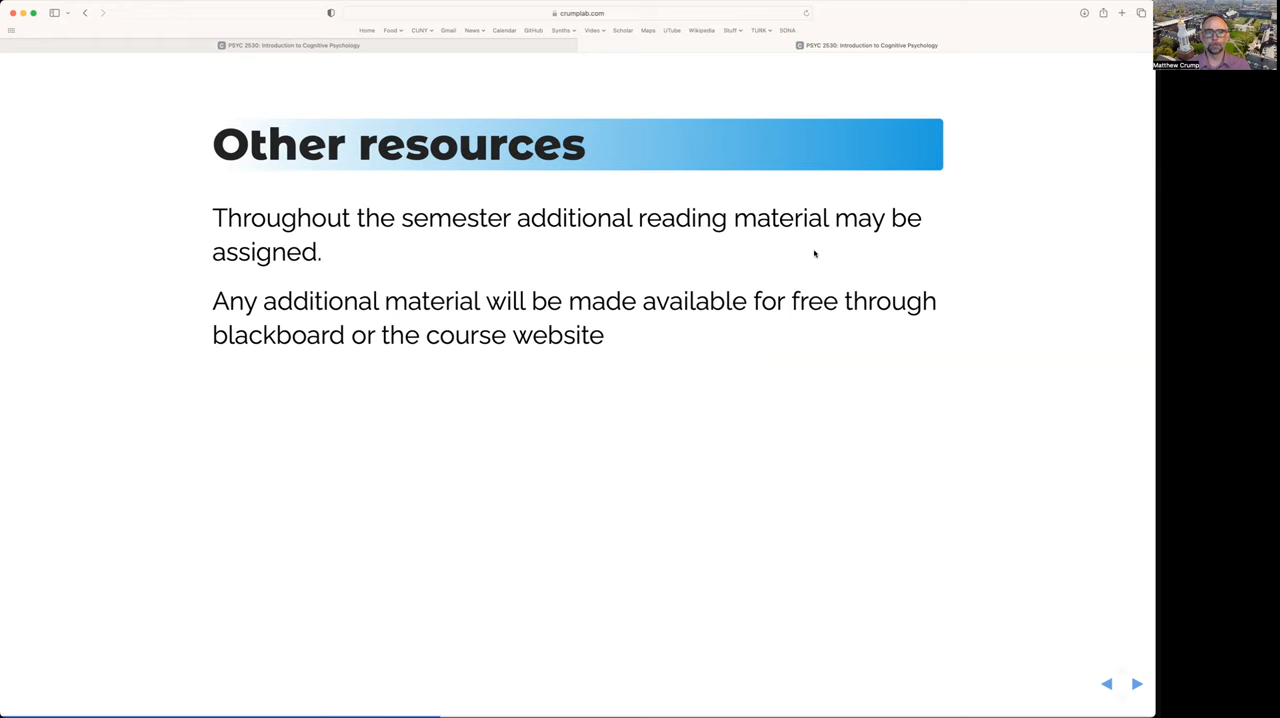 crumplab.com
Home Food CUNY Gmail News Calendar GitHub Synths Video Scholar Maps UTube Wikipedia Stuff TURK SONA
PSYC 2530: Introduction to Cognitive Psychology
PSYC 2530: Introduction to Cognitive Psychology
Matthew Crump
Other resources
Throughout the semester additional reading material may be
assigned.
Any additional material will be made available for free through
blackboard or the course website